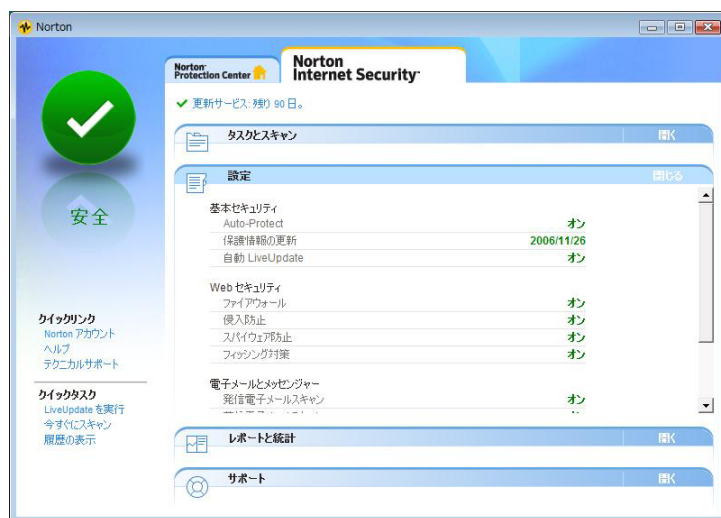 Norton
Norton Protection Center
Norton Internet Security
更新サービス: 残り 90 日。
タスクとスキャン 開く
設定 閉じる
安全
基本セキュリティ
Auto-Protect オン
保護情報の更新 2006/11/26
自動 LiveUpdate オン
Web セキュリティ
ファイアウォール オン
侵入防止 オン
スパイウェア防止 オン
フィッシング対策 オン
電子メールとメッセンジャー
発信電子メールスキャン オン
クイックリンク
Norton アカウント
ヘルプ
テクニカルサポート
クイックタスク
LiveUpdate を実行
今すぐにスキャン
履歴の表示
レポートと統計 開く
サポート 開く